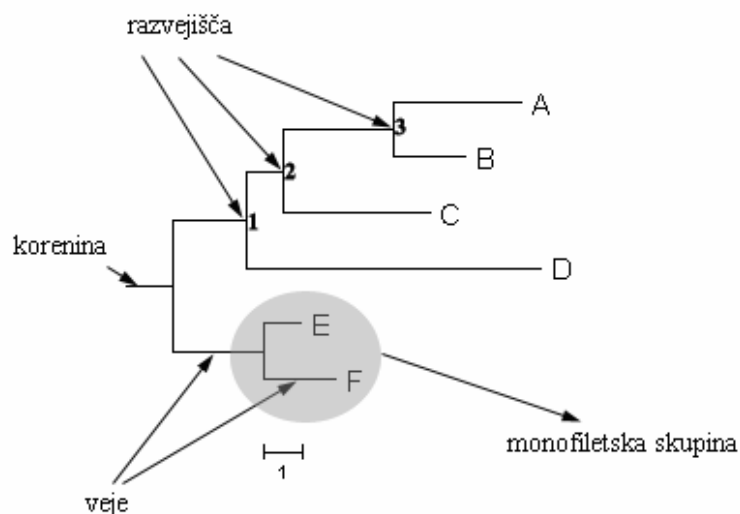 razvejišča
A
3
B
2
C
1
korenina
D
E
F
monofiletska skupina
1
veje